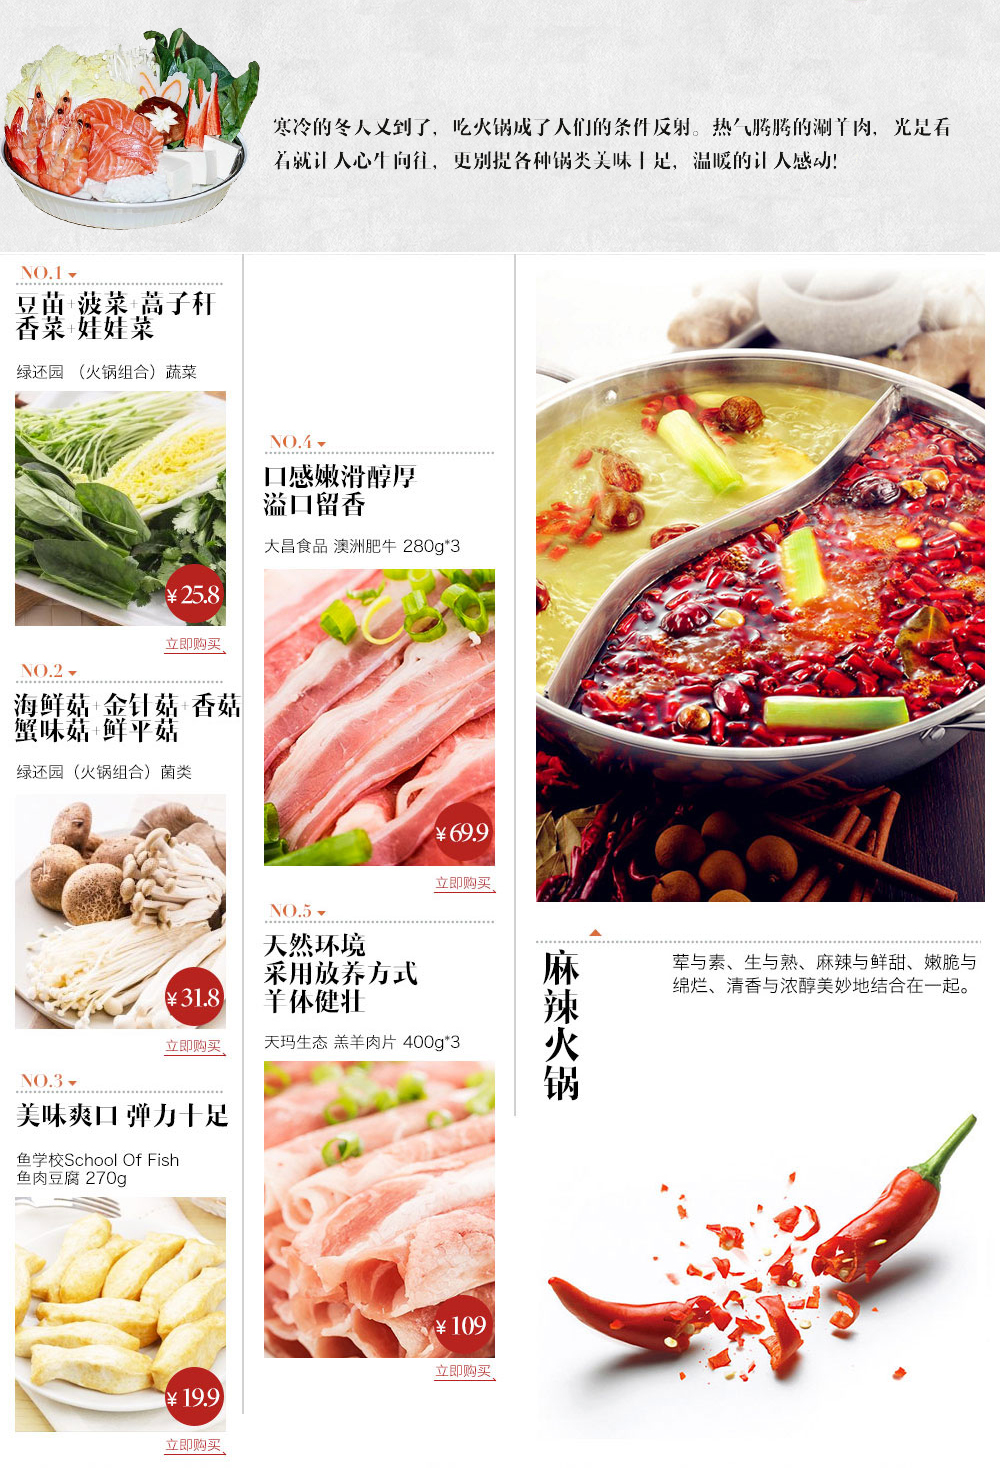 寒冷的冬天又到了，吃火锅成了人们的条件反射。热气腾腾的涮羊肉，光是看
着就让人心生向往，更别提各种锅类美味十足，温暖的让人感动!
NO.1
豆苗+菠菜+蒿子秆
香菜+娃娃菜
绿还园 （火锅组合）蔬菜
¥25.8
立即购买
NO.2
海鲜菇+金针菇+香菇
蟹味菇+鲜平菇
绿还园（火锅组合）菌类
¥31.8
立即购买
NO.3
美味爽口 弹力十足
鱼学校School Of Fish
鱼肉豆腐 270g
¥19.9
立即购买
NO.4
口感嫩滑醇厚
溢口留香
大昌食品 澳洲肥牛 280g*3
¥69.9
立即购买
NO.5
天然环境
采用放养方式
羊体健壮
天玛生态 羔羊肉片 400g*3
¥109
立即购买
麻辣火锅
荤与素、生与熟、麻辣与鲜甜、嫩脆与
绵烂、清香与浓醇美妙地结合在一起。